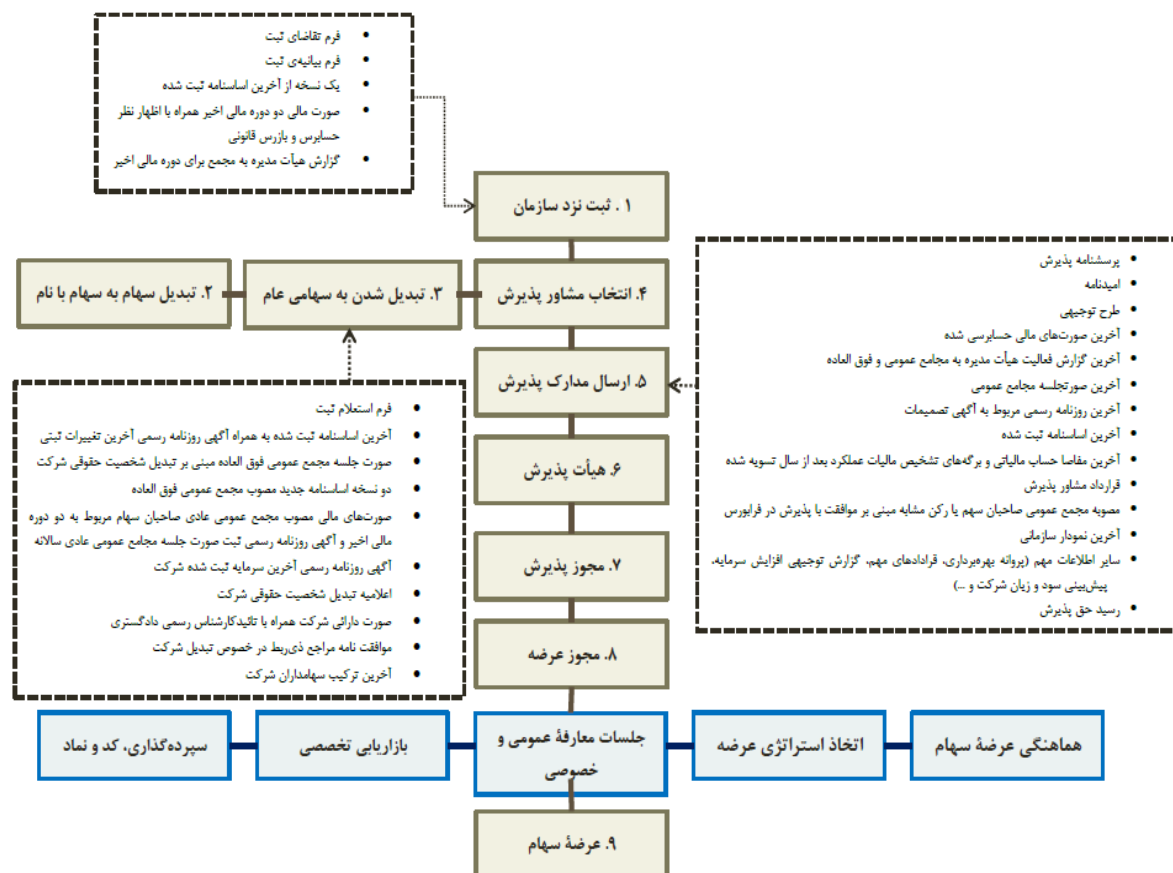 فرم تقاضای ثبت
فرم بیانیه‌ی ثبت
یک نسخه از آخرین اساسنامه ثبت شده
صورت مالی دو دوره مالی اخیر همراه با اظهار نظر
حسابرس و بازرس قانونی
گزارش هیأت مدیره به مجمع برای دوره مالی اخیر
۱. ثبت نزد سازمان
۴. انتخاب مشاور پذیرش
۳. تبدیل شدن به سهامی عام
۲. تبدیل سهام به سهام با نام
پرسشنامه پذیرش
امیدنامه
طرح توجیهی
آخرین صورت‌های مالی حسابرسی شده
آخرین گزارش فعالیت هیأت مدیره به مجامع عمومی و فوق العاده
آخرین صورتجلسه مجامع عمومی
آخرین روزنامه رسمی مربوط به آگهی تصمیمات
آخرین اساسنامه ثبت شده
آخرین مفاصا حساب مالیاتی و برگه‌های تشخیص مالیات عملکرد بعد از سال تسویه شده
قرارداد مشاور پذیرش
مصوبه مجمع عمومی صاحبان سهم یا رکن مشابه مبنی بر موافقت با پذیرش در فرابورس
آخرین نمودار سازمانی
سایر اطلاعات مهم (پروانه بهره‌برداری، قرادادهای مهم، گزارش توجیهی افزایش سرمایه،
پیش‌بینی سود و زیان شرکت و ...)
رسید حق پذیرش
۵. ارسال مدارک پذیرش
فرم استعلام ثبت
آخرین اساسنامه ثبت شده به همراه آگهی روزنامه رسمی آخرین تغییرات ثبتی
صورت جلسه مجمع عمومی فوق العاده مبنی بر تبدیل شخصیت حقوقی شرکت
دو نسخه اساسنامه جدید مصوب مجمع عمومی فوق العاده
صورت‌های مالی مصوب مجمع عمومی عادی صاحبان سهام مربوط به دو دوره
مالی اخیر و آگهی روزنامه رسمی ثبت صورت جلسه مجامع عمومی عادی سالانه
آگهی روزنامه رسمی آخرین سرمایه ثبت شده شرکت
اعلامیه تبدیل شخصیت حقوقی شرکت
صورت دارائی شرکت همراه با تائیدکارشناس رسمی دادگستری
موافقت نامه مراجع ذی‌ربط در خصوص تبدیل شرکت
آخرین ترکیب سهامداران شرکت
۶. هیأت پذیرش
۷. مجوز پذیرش
۸. مجوز عرضه
هماهنگی عرضهٔ سهام
اتخاذ استراتژی عرضه
جلسات معارفهٔ عمومی و
خصوصی
بازاریابی تخصصی
سپرده‌گذاری، کد و نماد
۹. عرضهٔ سهام